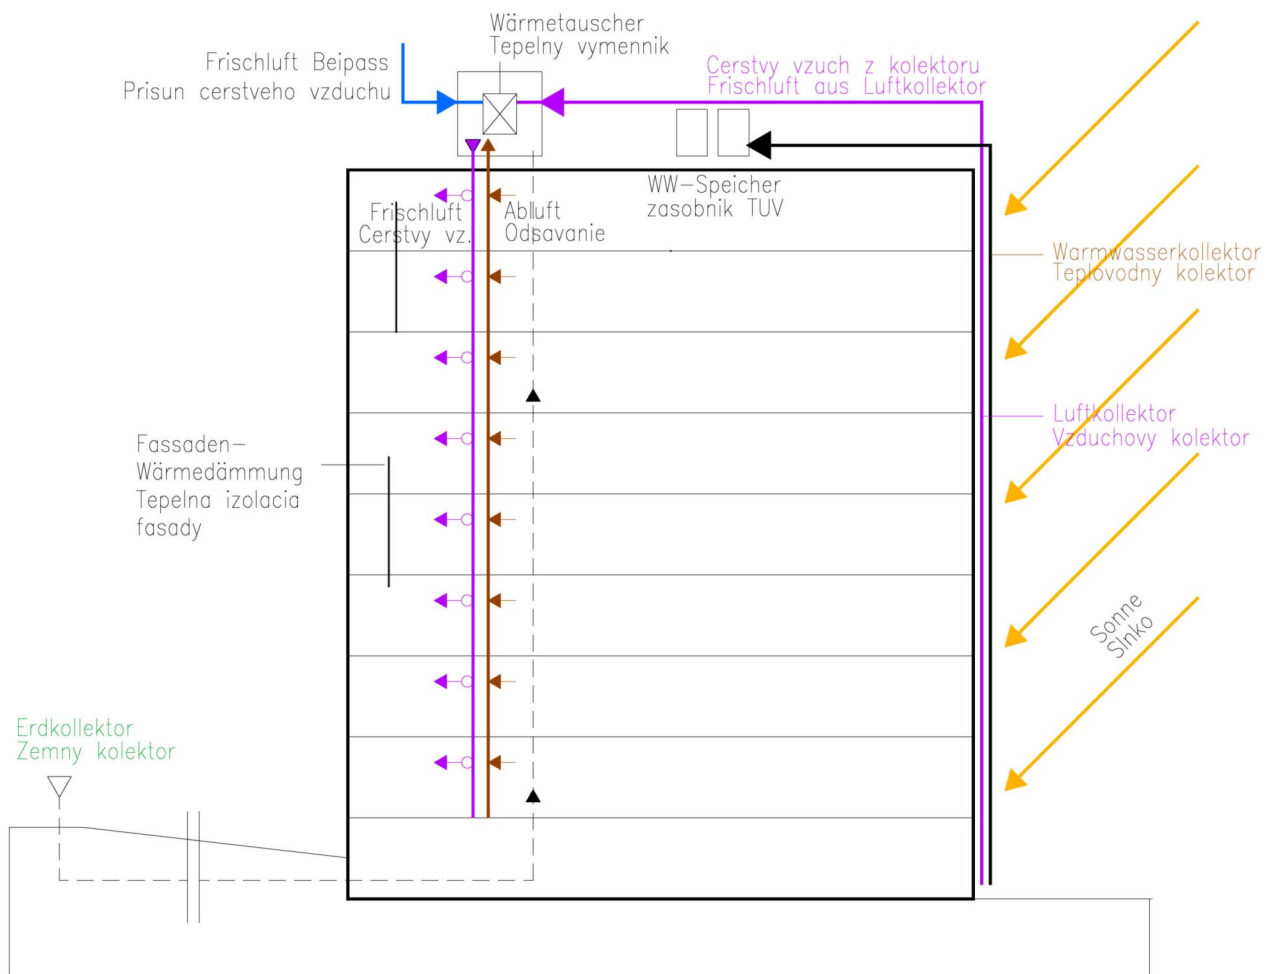 Wärmetauscher
Tepelny vymennik
Frischluft Beipass
Prisun cerstveho vzduchu
Cerstvy vzuch z kolektoru
Frischluft aus Luftkollektor
WW-Speicher
zasobnik TUV
Frischluft
Cerstvy vz.
Abluft
Odsavanie
Warmwasserkollektor
Teplovodny kolektor
Luftkollektor
Vzduchovy kolektor
Fassaden-
Wärmedämmung
Tepelna izolacia
fasady
Sonne
Slnko
Erdkollektor
Zemny kolektor